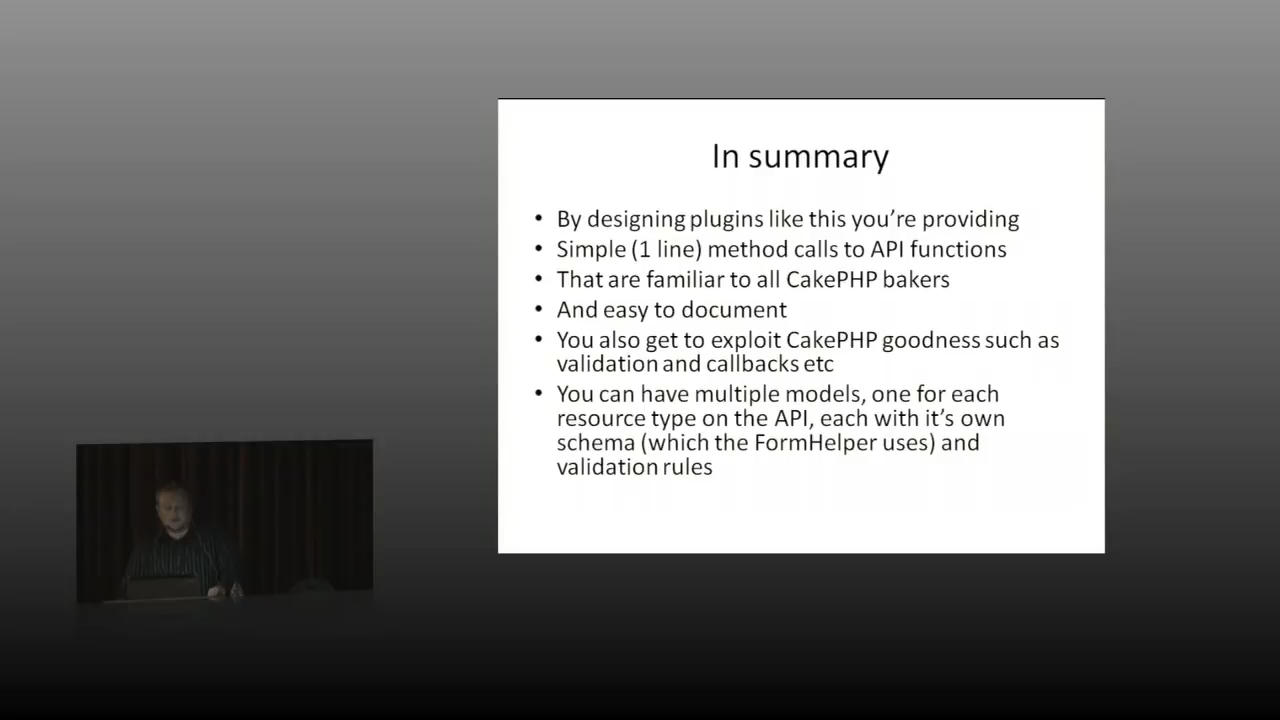 In summary
• By designing plugins like this you’re providing
• Simple (1 line) method calls to API functions
• That are familiar to all CakePHP bakers
• And easy to document
• You also get to exploit CakePHP goodness such as
validation and callbacks etc
• You can have multiple models, one for each
resource type on the API, each with it’s own
schema (which the FormHelper uses) and
validation rules